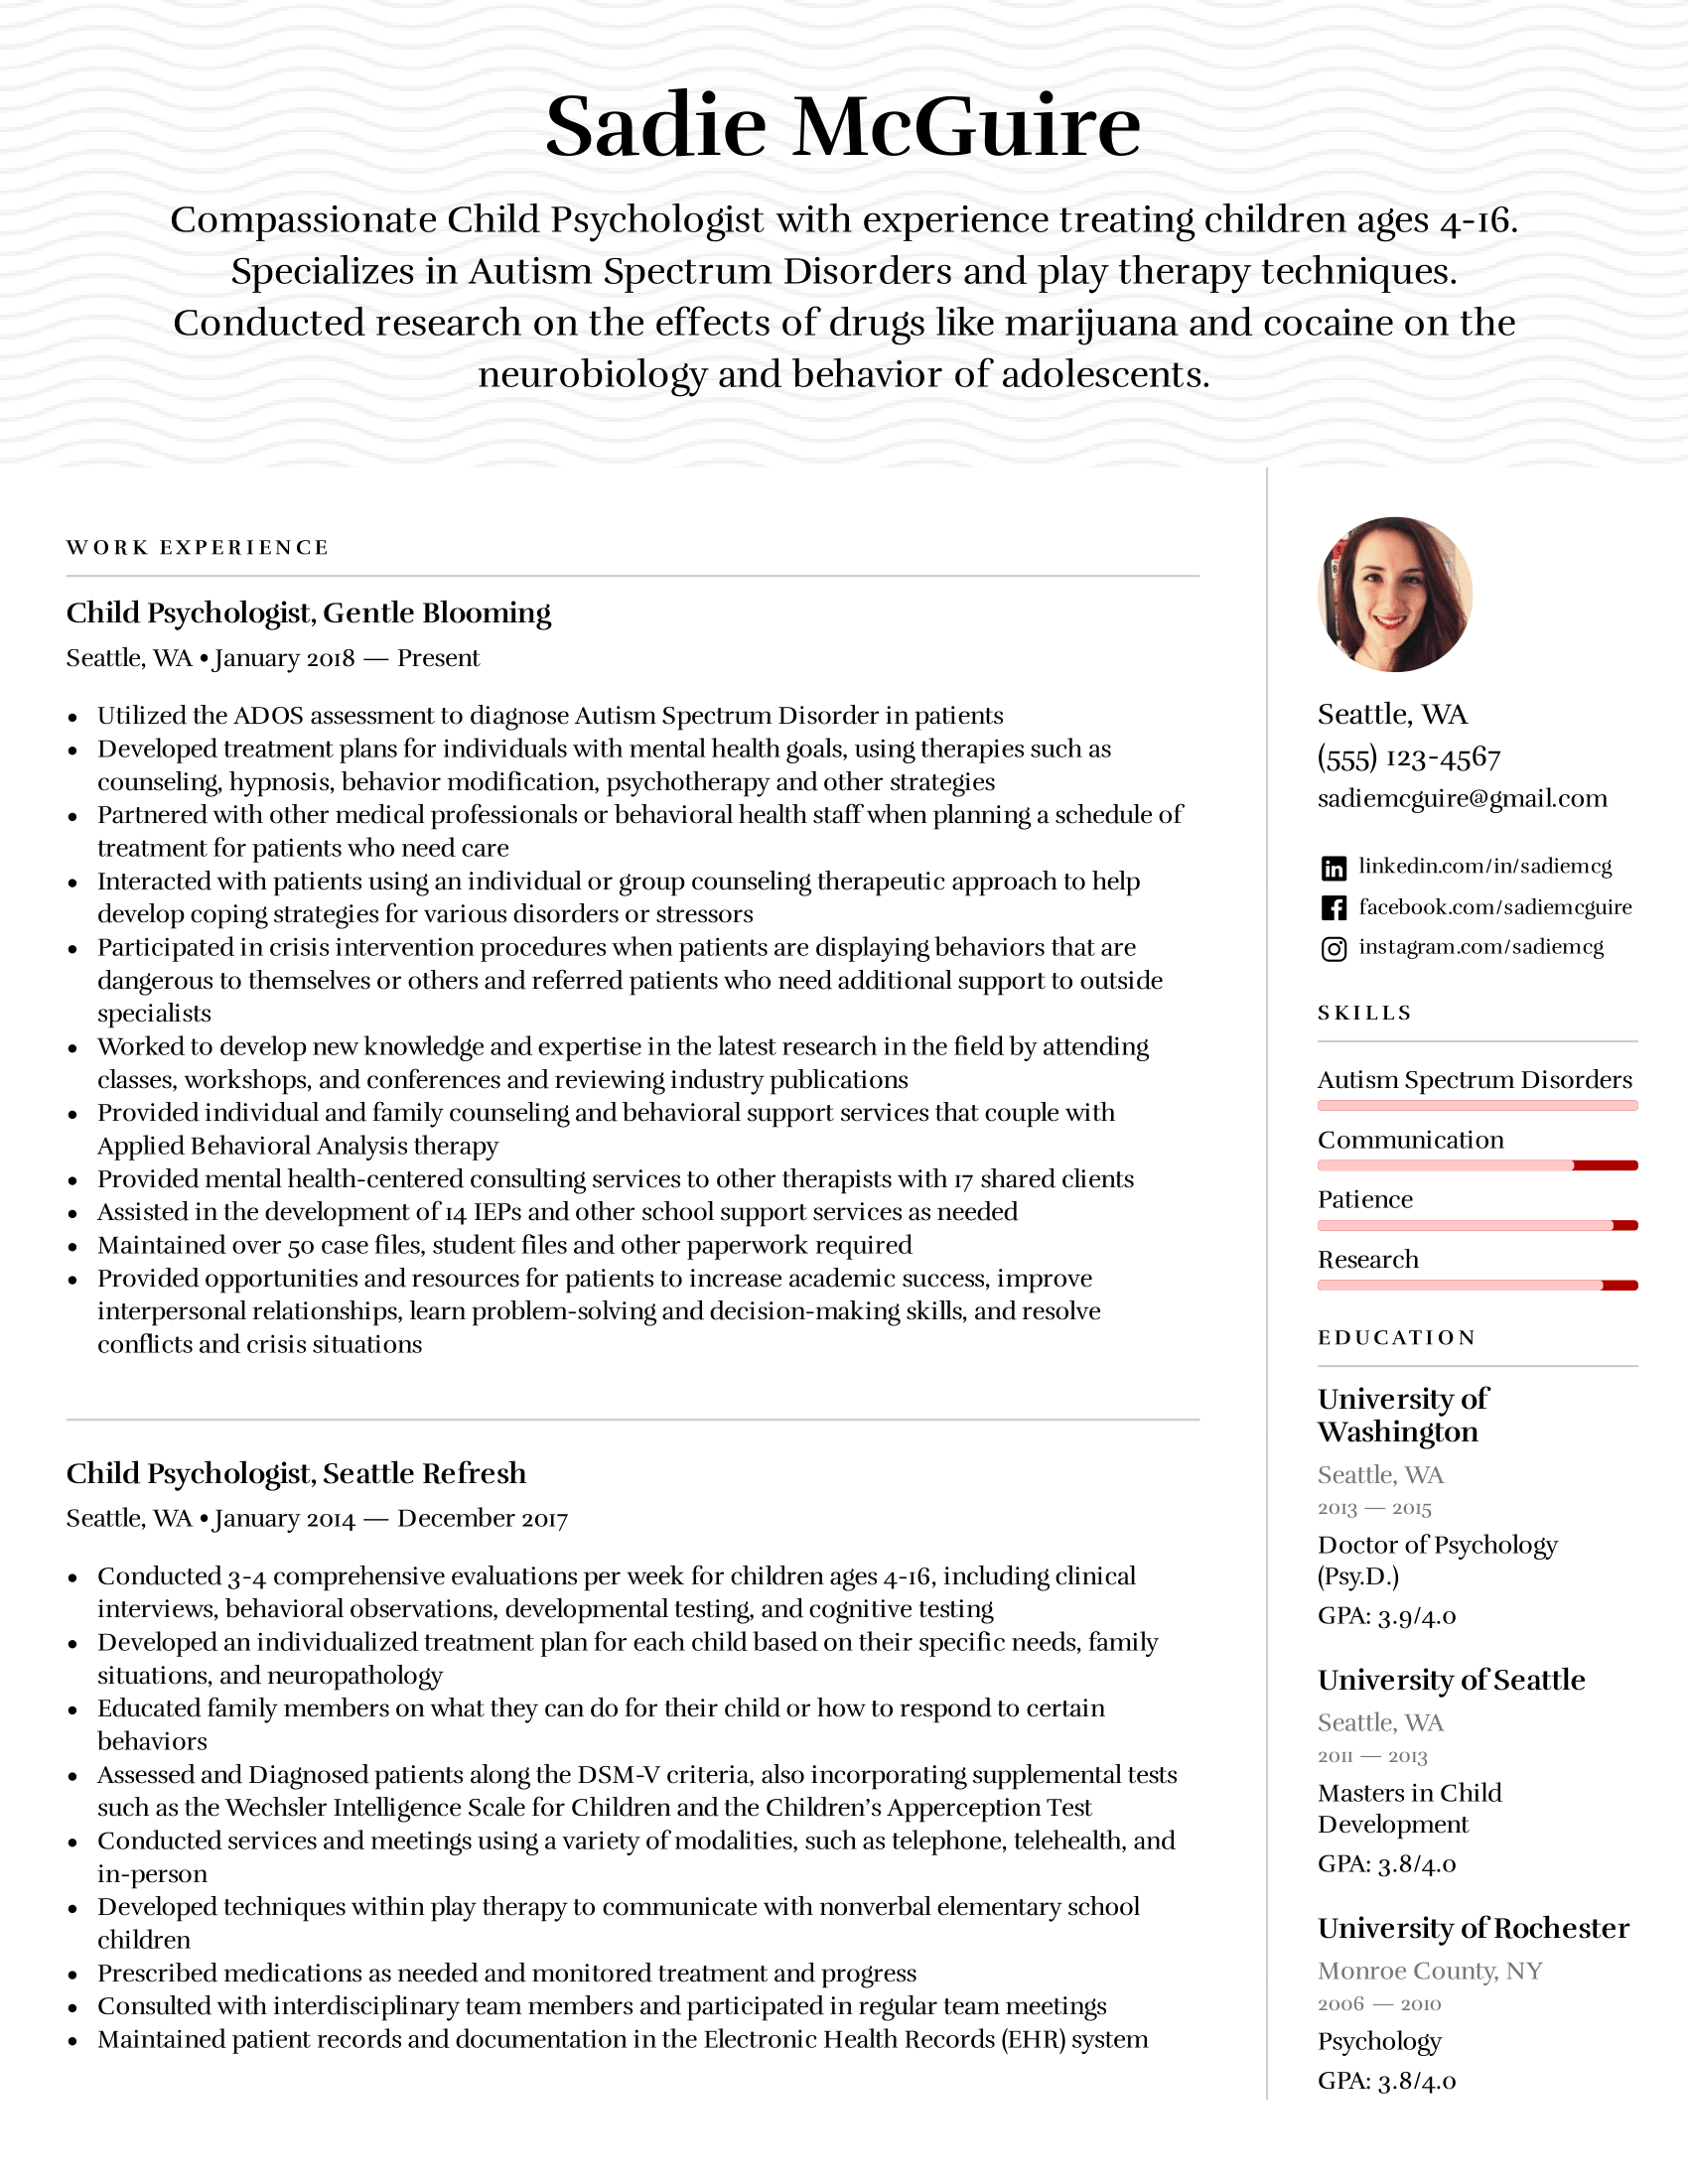 Sadie McGuire
Compassionate Child Psychologist with experience treating children ages 4-16.
Specializes in Autism Spectrum Disorders and play therapy techniques.
Conducted research on the effects of drugs like marijuana and cocaine on the
neurobiology and behavior of adolescents.
WORK EXPERIENCE
Child Psychologist, Gentle Blooming
Seattle, WA • January 2018 — Present
• Utilized the ADOS assessment to diagnose Autism Spectrum Disorder in patients
• Developed treatment plans for individuals with mental health goals, using therapies such as
counseling, hypnosis, behavior modification, psychotherapy and other strategies
• Partnered with other medical professionals or behavioral health staff when planning a schedule of
treatment for patients who need care
• Interacted with patients using an individual or group counseling therapeutic approach to help
develop coping strategies for various disorders or stressors
• Participated in crisis intervention procedures when patients are displaying behaviors that are
dangerous to themselves or others and referred patients who need additional support to outside
specialists
• Worked to develop new knowledge and expertise in the latest research in the field by attending
classes, workshops, and conferences and reviewing industry publications
• Provided individual and family counseling and behavioral support services that couple with
Applied Behavioral Analysis therapy
• Provided mental health-centered consulting services to other therapists with 17 shared clients
• Assisted in the development of 14 IEPs and other school support services as needed
• Maintained over 50 case files, student files and other paperwork required
• Provided opportunities and resources for patients to increase academic success, improve
interpersonal relationships, learn problem-solving and decision-making skills, and resolve
conflicts and crisis situations
Child Psychologist, Seattle Refresh
Seattle, WA • January 2014 — December 2017
• Conducted 3-4 comprehensive evaluations per week for children ages 4-16, including clinical
interviews, behavioral observations, developmental testing, and cognitive testing
• Developed an individualized treatment plan for each child based on their specific needs, family
situations, and neuropathology
• Educated family members on what they can do for their child or how to respond to certain
behaviors
• Assessed and Diagnosed patients along the DSM-V criteria, also incorporating supplemental tests
such as the Wechsler Intelligence Scale for Children and the Children’s Apperception Test
• Conducted services and meetings using a variety of modalities, such as telephone, telehealth, and
in-person
• Developed techniques within play therapy to communicate with nonverbal elementary school
children
• Prescribed medications as needed and monitored treatment and progress
• Consulted with interdisciplinary team members and participated in regular team meetings
• Maintained patient records and documentation in the Electronic Health Records (EHR) system
Seattle, WA
(555) 123-4567
sadiemcguire@gmail.com
linkedin.com/in/sadiemcg
facebook.com/sadiemcguire
instagram.com/sadiemcg
SKILLS
Autism Spectrum Disorders
Communication
Patience
Research
EDUCATION
University of
Washington
Seattle, WA
2013 — 2015
Doctor of Psychology
(Psy.D.)
GPA: 3.9/4.0
University of Seattle
Seattle, WA
2011 — 2013
Masters in Child
Development
GPA: 3.8/4.0
University of Rochester
Monroe County, NY
2006 — 2010
Psychology
GPA: 3.8/4.0